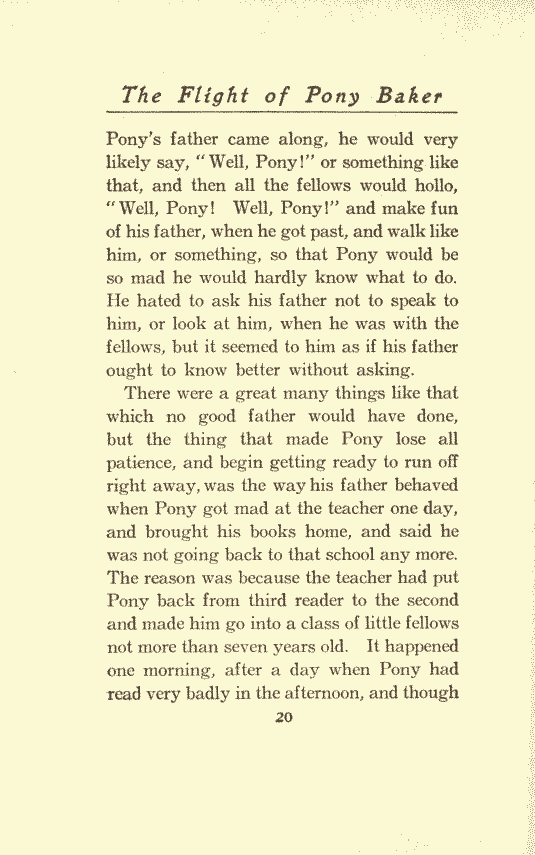 The Flight of Pony Baker
Pony's father came along, he would very
likely say, "Well, Pony!" or something like
that, and then all the fellows would hollo,
"Well, Pony! Well, Pony!" and make fun
of his father, when he got past, and walk like
him, or something, so that Pony would be
so mad he would hardly know what to do.
He hated to ask his father not to speak to
him, or look at him, when he was with the
fellows, but it seemed to him as if his father
ought to know better without asking.
There were a great many things like that
which no good father would have done,
but the thing that made Pony lose all
patience, and begin getting ready to run off
right away, was the way his father behaved
when Pony got mad at the teacher one day,
and brought his books home, and said he
was not going back to that school any more.
The reason was because the teacher had put
Pony back from third reader to the second
and made him go into a class of little fellows
not more than seven years old. It happened
one morning, after a day when Pony had
read very badly in the afternoon, and though
20